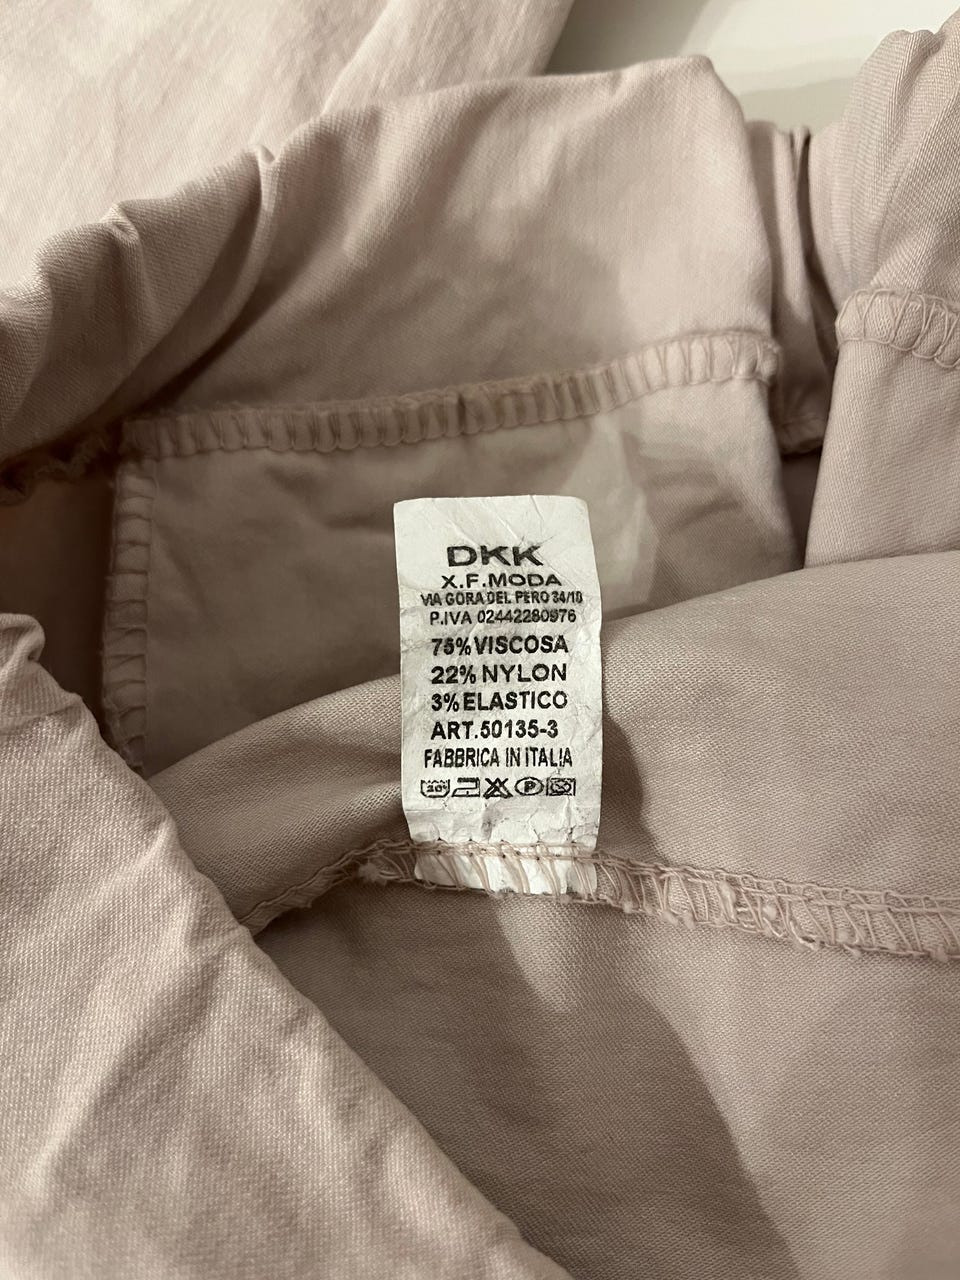 DKK
X.F.MODA
VIA GORA DEL PERO 34/18
P.IVA 02442280976
75% VISCOSA
22% NYLON
3% ELASTICO
ART.50135-3
FABBRICA IN ITALIA
30° P